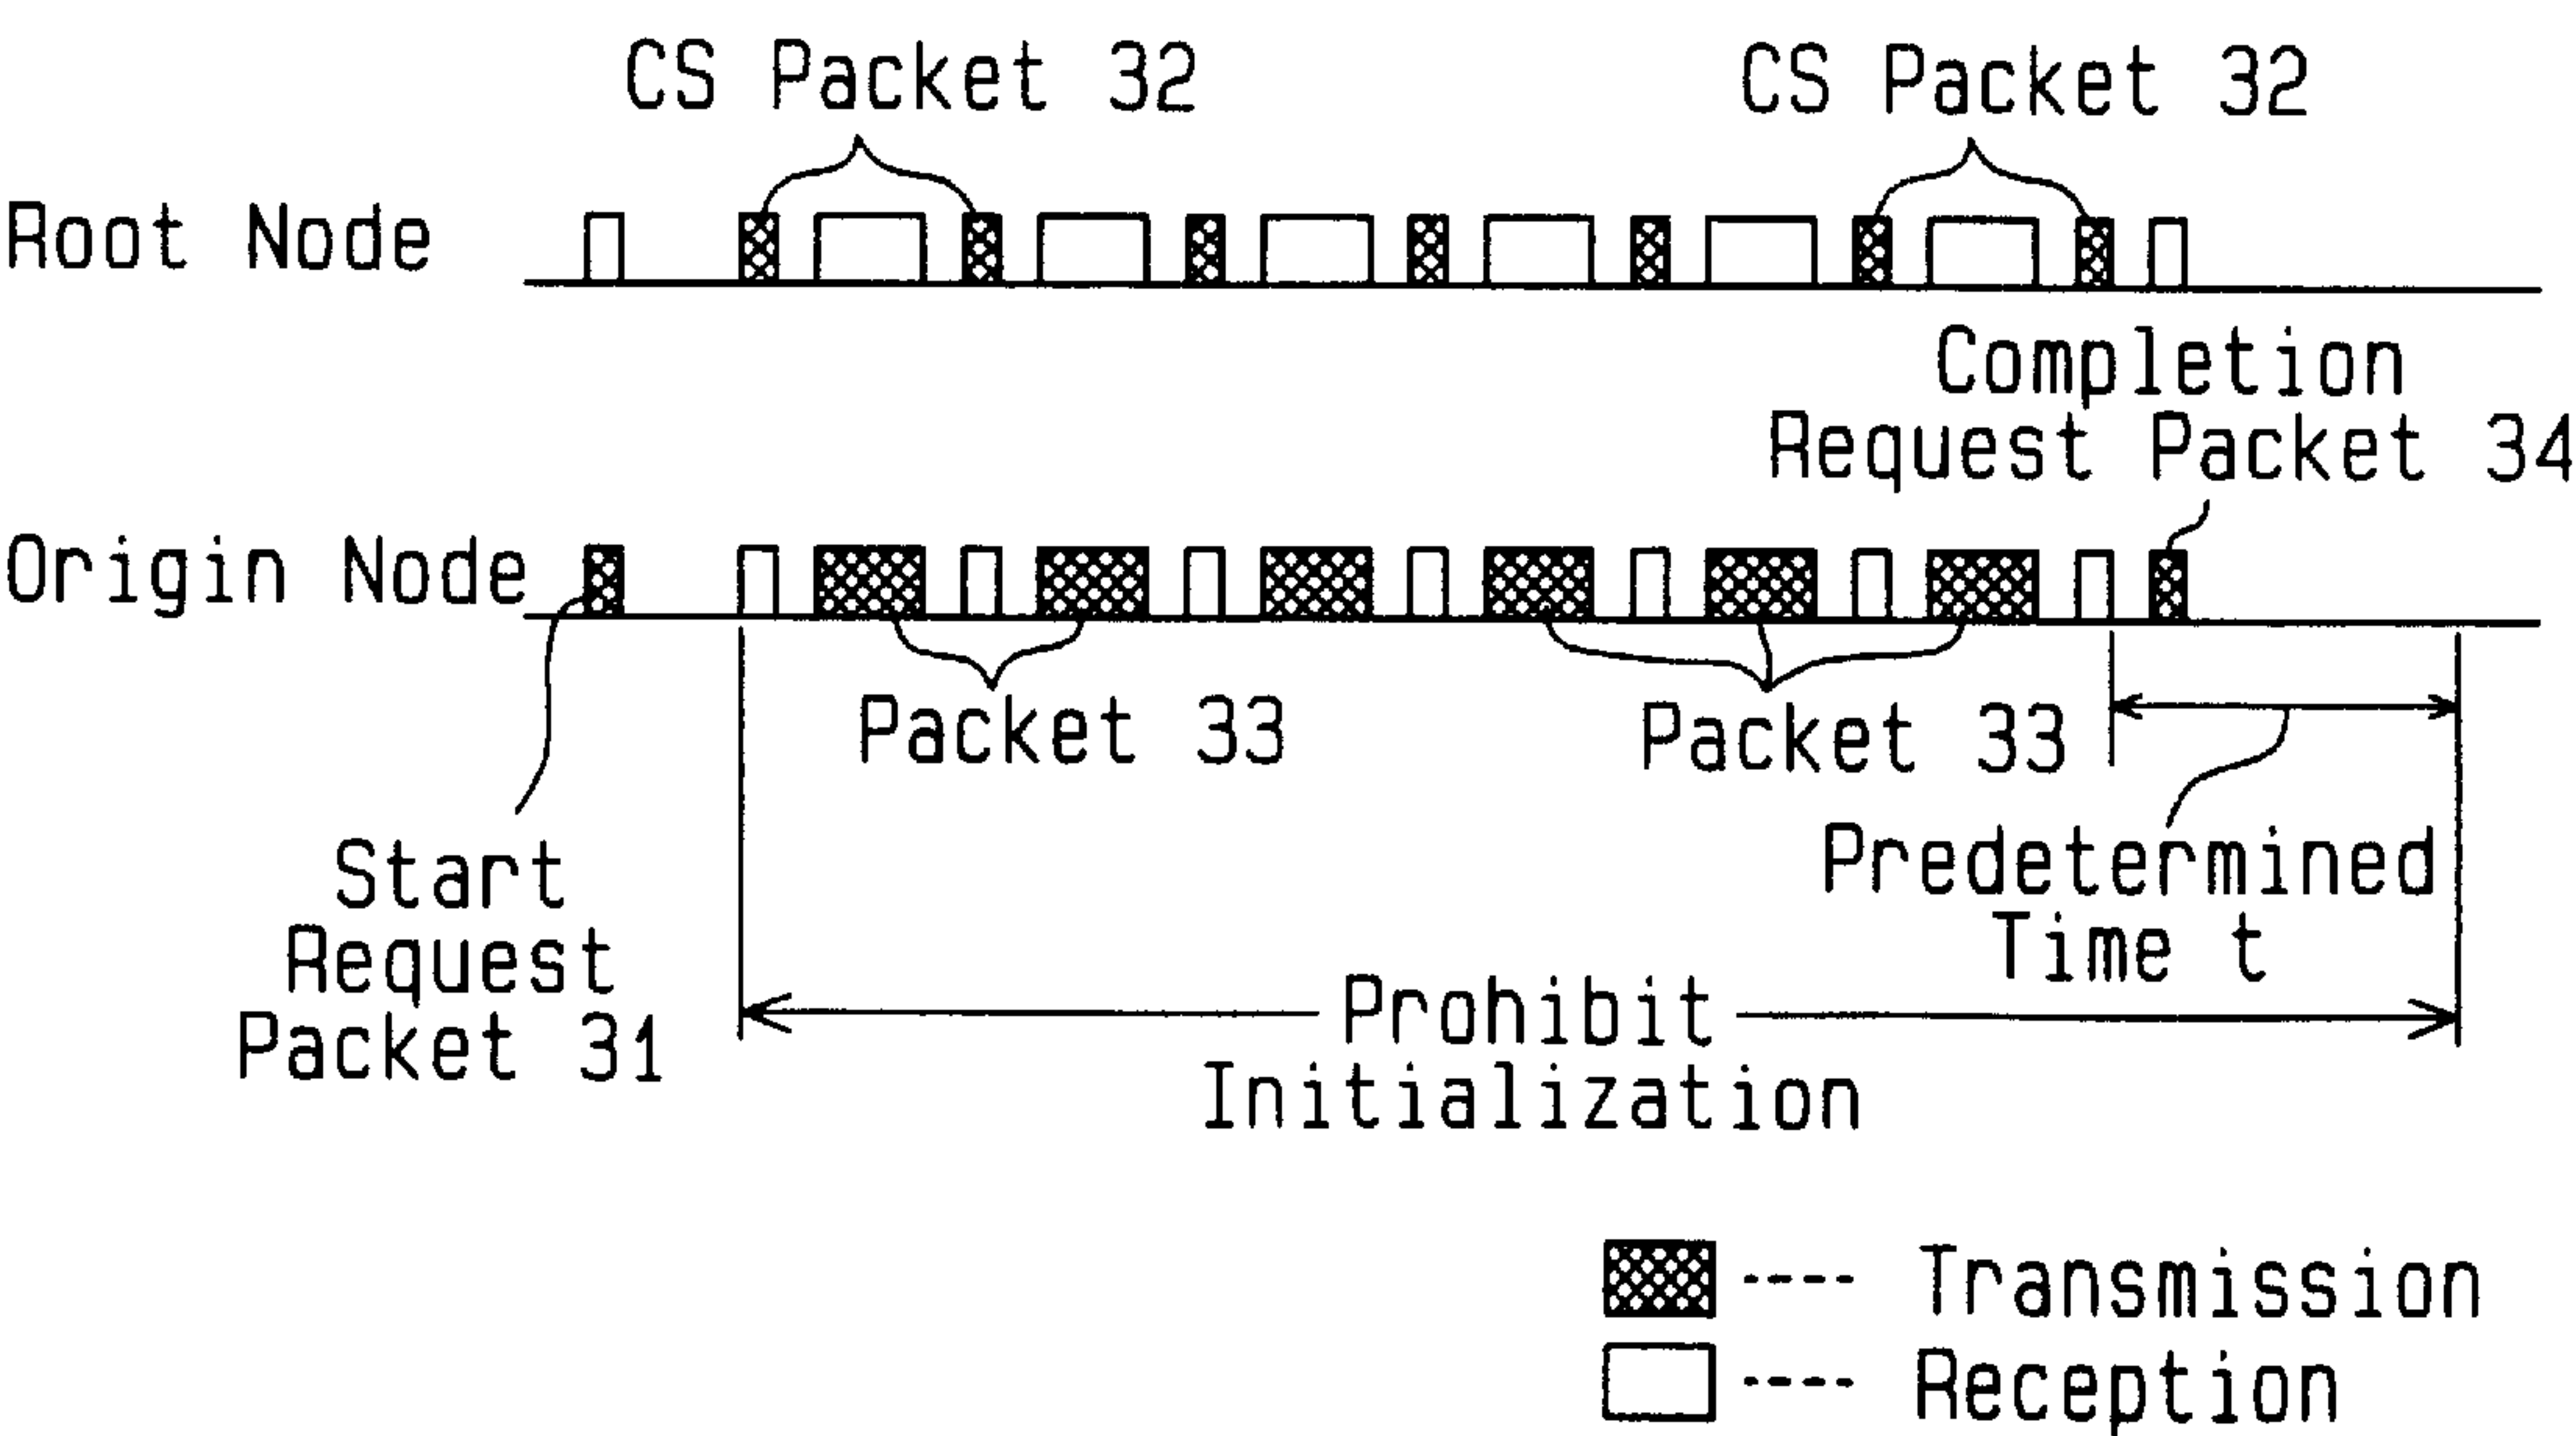 CS Packet 32
CS Packet 32
Root Node
Completion
Request Packet 34
Origin Node
Packet 33
Packet 33
Start
Request
Packet 31
Predetermined
Time t
Prohibit
Initialization
Transmission
Reception